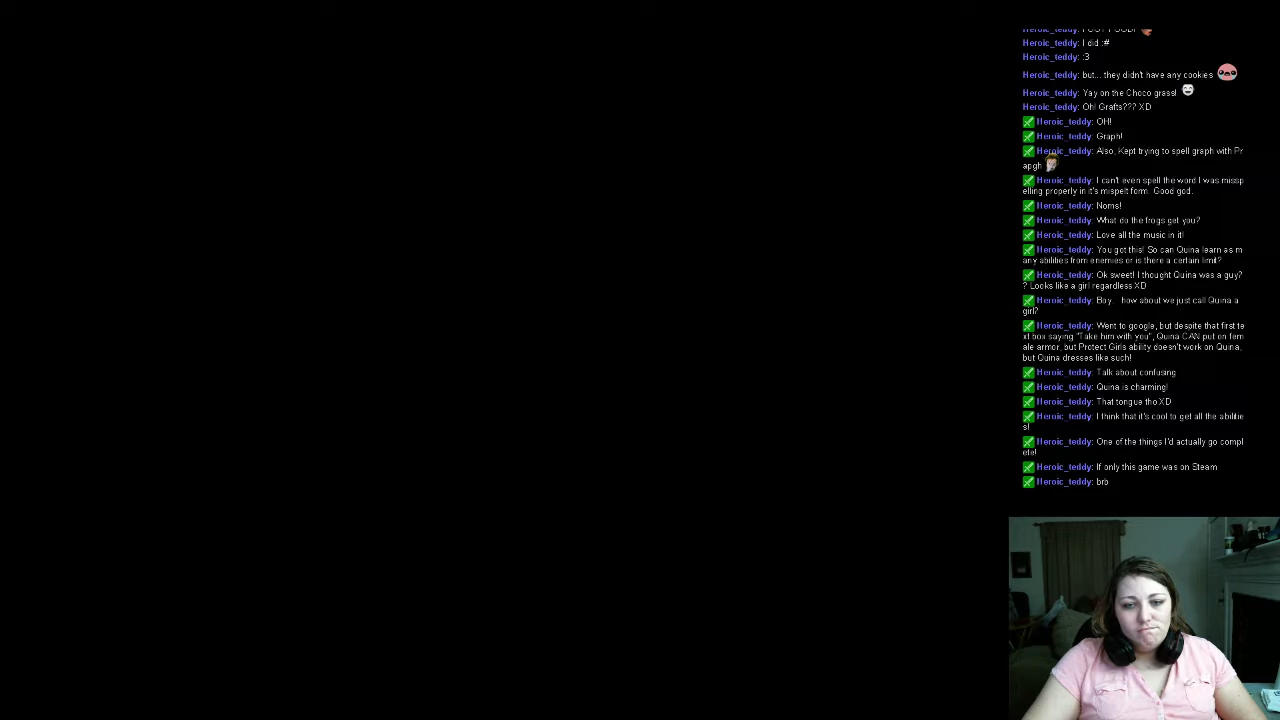 Heroic_teddy: I did :#
Heroic_teddy: :3
Heroic_teddy: but... they didn't have any cookies
Heroic_teddy: Yay on the Choco grass!
Heroic_teddy: Oh! Grafts??? XD
Heroic_teddy: OH!
Heroic_teddy: Graph!
Heroic_teddy: Also, Kept trying to spell graph with Pr
apgh
Heroic_teddy: I can't even spell the word I was missp
elling properly in it's mispelt form. Good god.
Heroic_teddy: Noms!
Heroic_teddy: What do the frogs get you?
Heroic_teddy: Love all the music in it!
Heroic_teddy: You got this! So can Quina learn as m
any abilities from enemies or is there a certain limit?
Heroic_teddy: Ok sweet! I thought Quina was a guy?
? Looks like a girl regardless XD
Heroic_teddy: Boy... how about we just call Quina a
girl?
Heroic_teddy: Went to google, but despite that first te
xt box saying "Take him with you", Quina CAN put on fem
ale armor, but Protect Girls ability doesn't work on Quina,
but Quina dresses like such!
Heroic_teddy: Talk about confusing
Heroic_teddy: Quina is charming!
Heroic_teddy: That tongue tho XD
Heroic_teddy: I think that it's cool to get all the abilitie
s!
Heroic_teddy: One of the things I'd actually go compl
ete!
Heroic_teddy: If only this game was on Steam
Heroic_teddy: brb